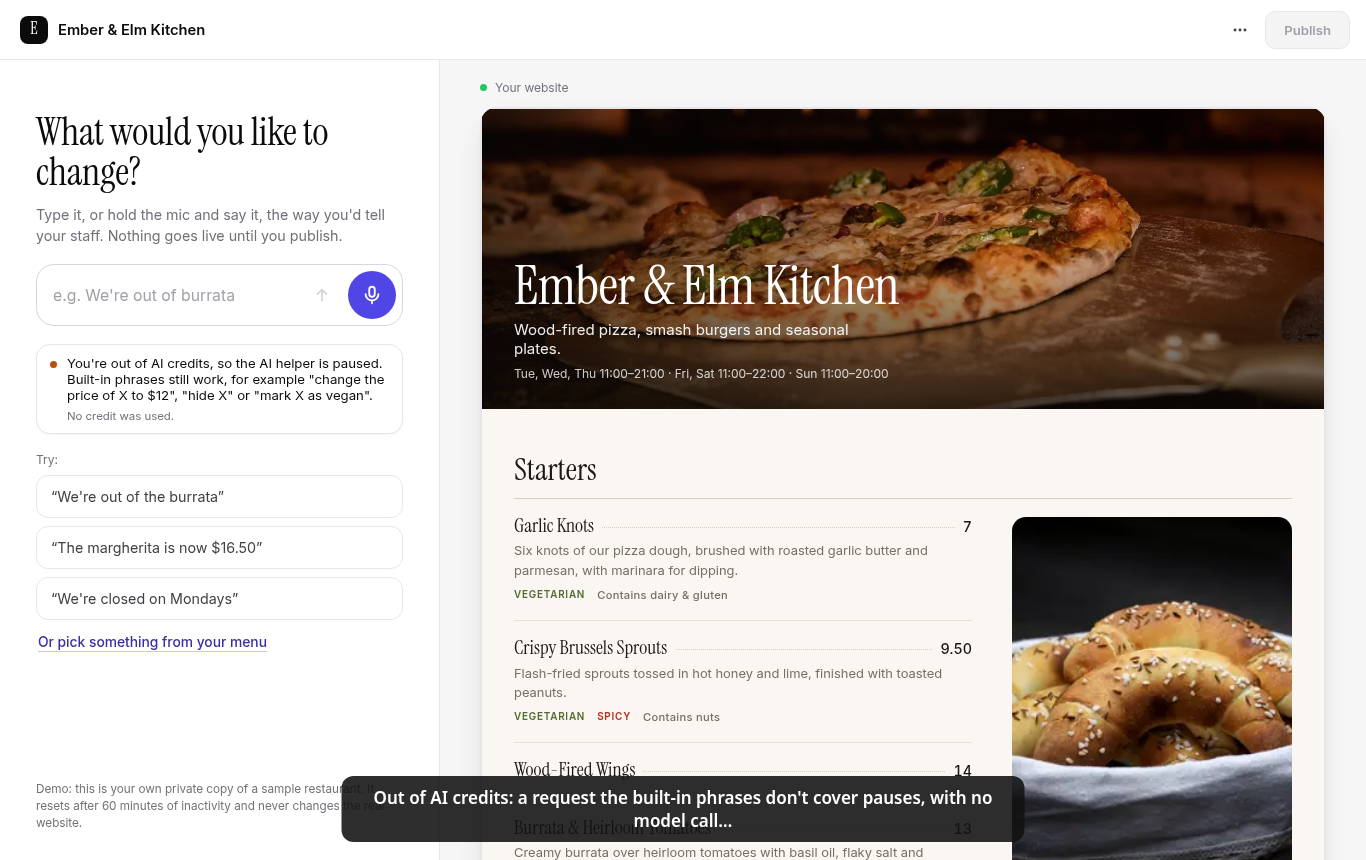 E
Ember & Elm Kitchen
Publish
What would you like to
change?
Type it, or hold the mic and say it, the way you'd tell
your staff. Nothing goes live until you publish.
e.g. We're out of burrata
You're out of AI credits, so the AI helper is paused.
Built-in phrases still work, for example "change the
price of X to $12", "hide X" or "mark X as vegan".
No credit was used.
Try:
“We're out of the burrata”
“The margherita is now $16.50”
“We're closed on Mondays”
Or pick something from your menu
Demo: this is your own private copy of a sample restaurant. It
resets after 60 minutes of inactivity and never changes the real
website.
Your website
Ember & Elm Kitchen
Wood-fired pizza, smash burgers and seasonal
plates.
Tue, Wed, Thu 11:00–21:00 · Fri, Sat 11:00–22:00 · Sun 11:00–20:00
Starters
Garlic Knots 7
Six knots of our pizza dough, brushed with roasted garlic butter and
parmesan, with marinara for dipping.
VEGETARIAN Contains dairy & gluten
Crispy Brussels Sprouts 9.50
Flash-fried sprouts tossed in hot honey and lime, finished with toasted
peanuts.
VEGETARIAN SPICY Contains nuts
Wood-Fired Wings 14
Burrata & Heirloom Tomatoes 13
Creamy burrata over heirloom tomatoes with basil oil, flaky salt and
Out of AI credits: a request the built-in phrases don't cover pauses, with no
model call...